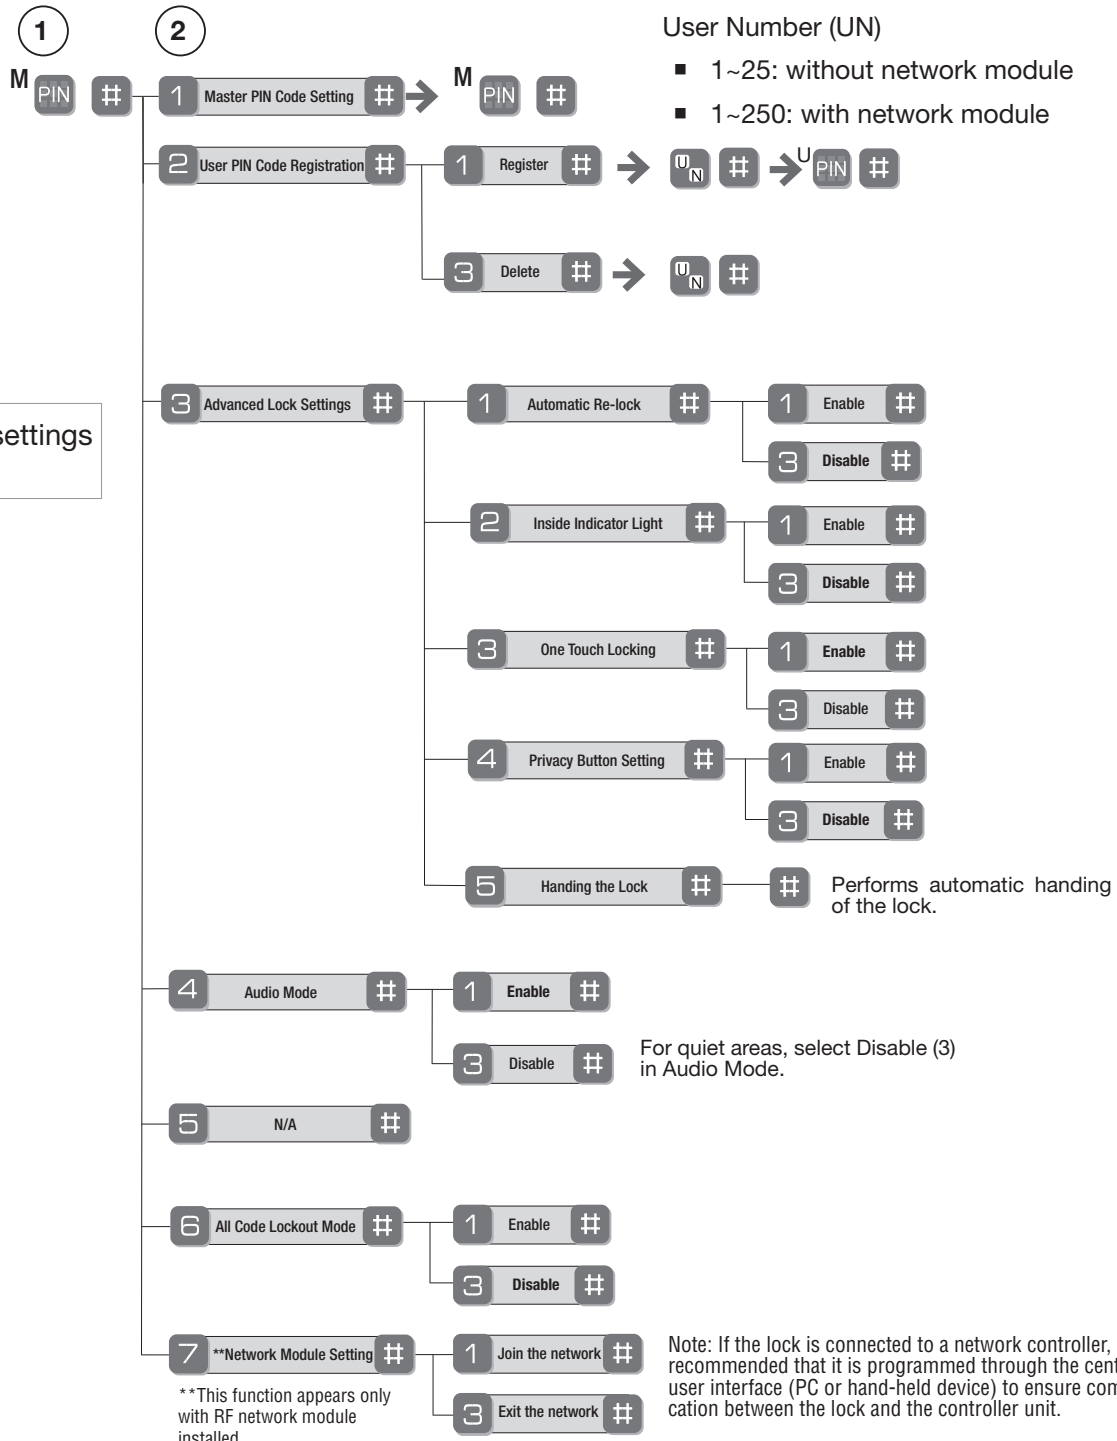 1 2
User Number (UN)
■ 1~25: without network module
■ 1~250: with network module
M PIN # 1 Master PIN Code Setting # M PIN #
2 User PIN Code Registration # 1 Register # UN # U PIN #
3 Delete # UN #
settings
3 Advanced Lock Settings # 1 Automatic Re-lock # 1 Enable #
3 Disable #
2 Inside Indicator Light # 1 Enable #
3 Disable #
3 One Touch Locking # 1 Enable #
3 Disable #
4 Privacy Button Setting # 1 Enable #
3 Disable #
5 Handing the Lock # # Performs automatic handing
of the lock.
4 Audio Mode # 1 Enable #
3 Disable #
For quiet areas, select Disable (3)
in Audio Mode.
5 N/A #
6 All Code Lockout Mode # 1 Enable #
3 Disable #
7 **Network Module Setting # 1 Join the network #
3 Exit the network #
**This function appears only
with RF network module
installed
Note: If the lock is connected to a network controller,
recommended that it is programmed through the cent
user interface (PC or hand-held device) to ensure com
cation between the lock and the controller unit.